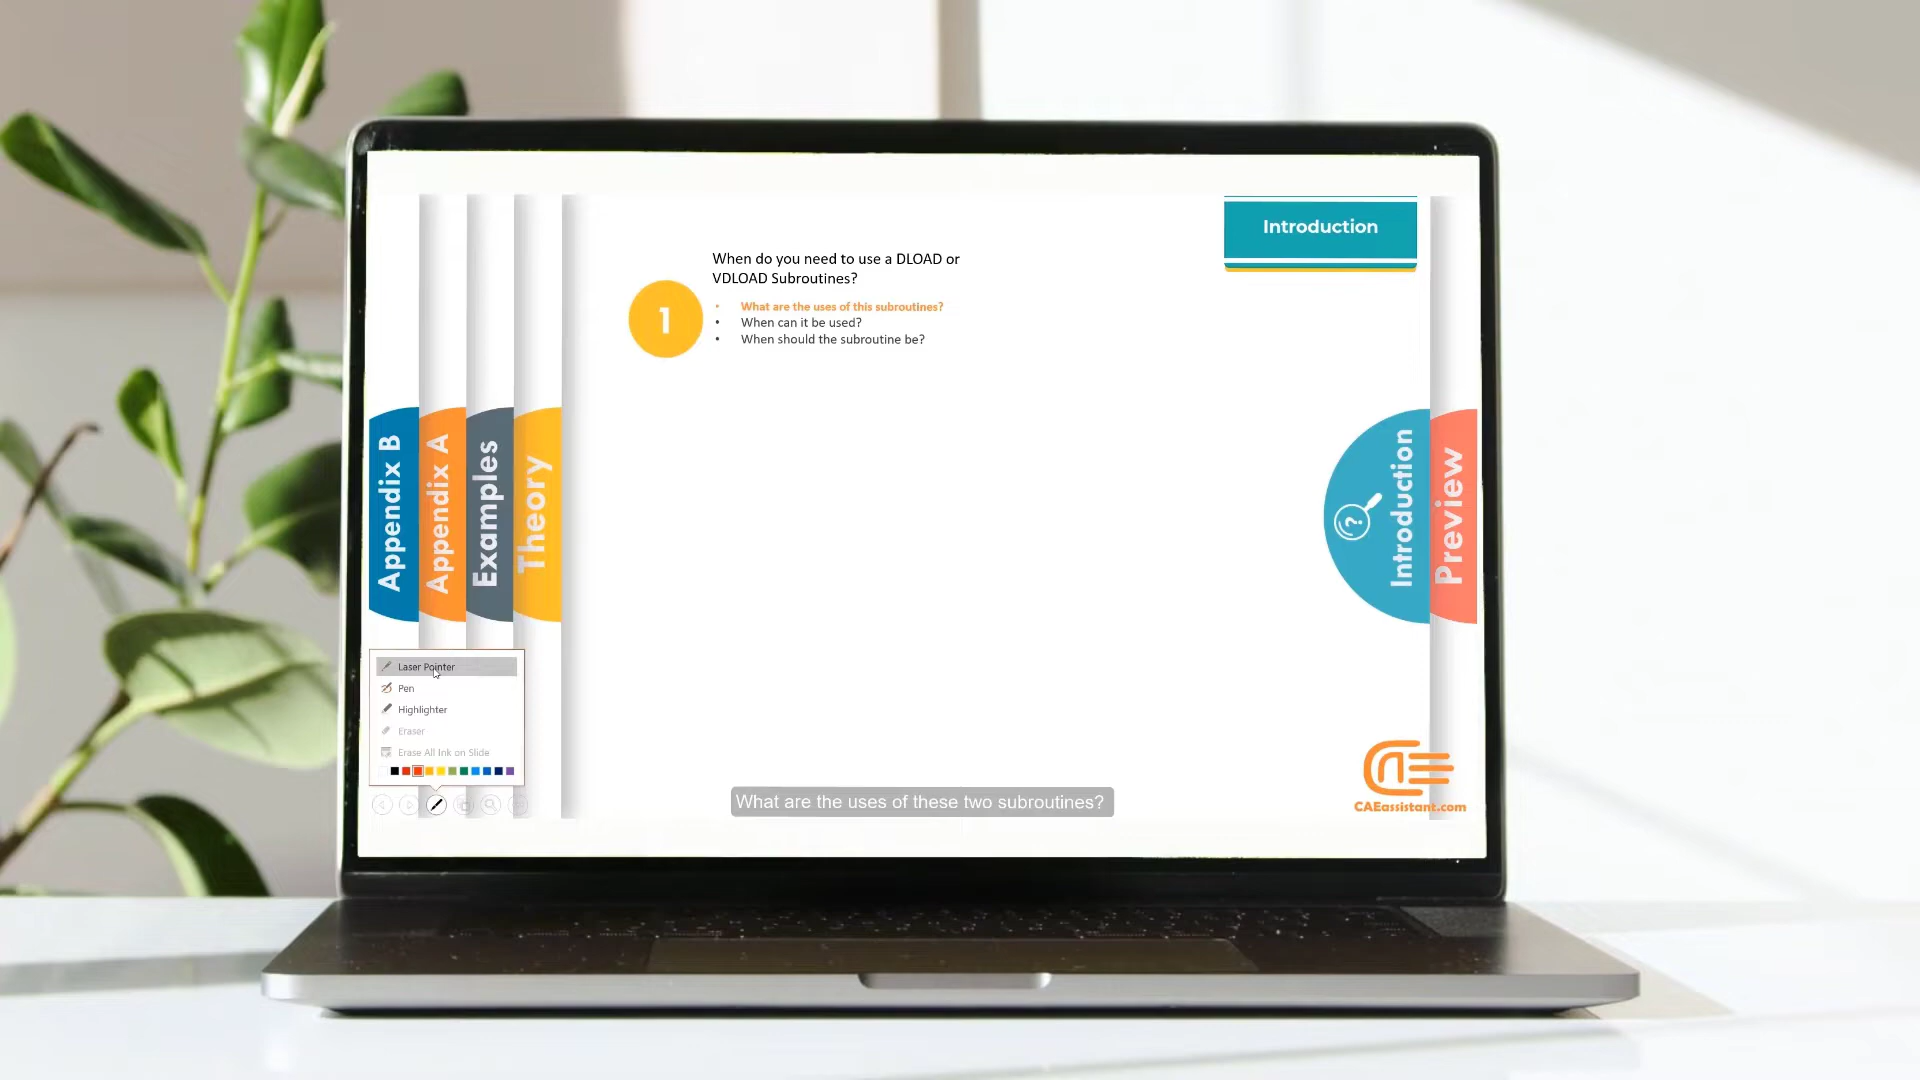 Introduction
When do you need to use a DLOAD or
VDLOAD Subroutines?
1
• What are the uses of this subroutines?
• When can it be used?
• When should the subroutine be?
Appendix B
Appendix A
Examples
Theory
Introduction
Preview
Laser Pointer
Pen
Highlighter
Eraser
Erase All Ink on Slide
What are the uses of these two subroutines?
CAEassistant.com